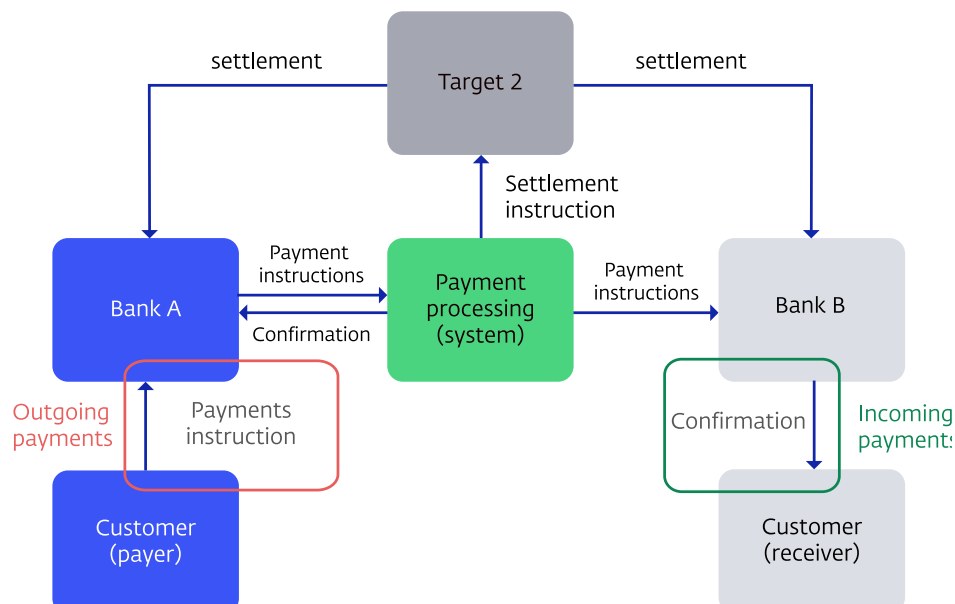 settlement
Target 2
settlement
Settlement
instruction
Bank A
Payment
instructions
Confirmation
Payment
processing
(system)
Payment
instructions
Bank B
Outgoing
payments
Payments
instruction
Confirmation
Incoming
payments
Customer
(payer)
Customer
(receiver)